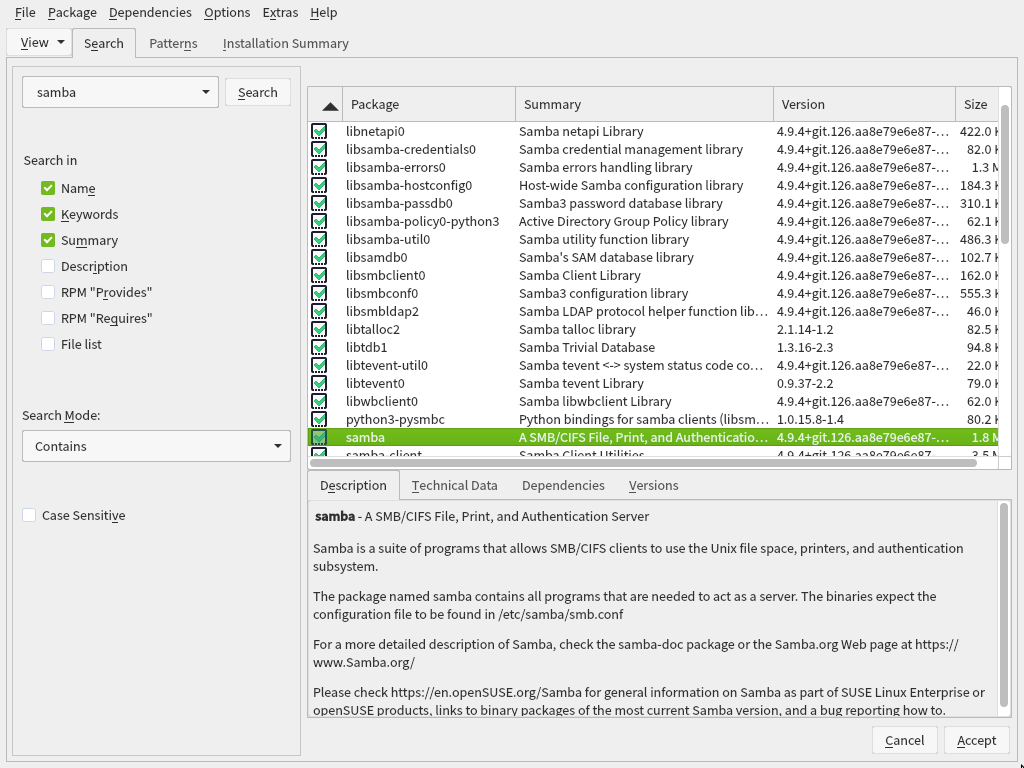 File Package Dependencies Options Extras Help
View Search Patterns Installation Summary
samba Search
Search in
Name
Keywords
Summary
Description
RPM "Provides"
RPM "Requires"
File list
Search Mode:
Contains
Case Sensitive
Package Summary Version Size
libnetapi0 Samba netapi Library 4.9.4+git.126.aa8e79e6e87-... 422.0 K
libsamba-credentials0 Samba credential management library 4.9.4+git.126.aa8e79e6e87-... 82.0 K
libsamba-errors0 Samba errors handling library 4.9.4+git.126.aa8e79e6e87-... 1.3 M
libsamba-hostconfig0 Host-wide Samba configuration library 4.9.4+git.126.aa8e79e6e87-... 184.3 K
libsamba-passdb0 Samba3 password database library 4.9.4+git.126.aa8e79e6e87-... 310.1 K
libsamba-policy0-python3 Active Directory Group Policy library 4.9.4+git.126.aa8e79e6e87-... 62.1 K
libsamba-util0 Samba utility function library 4.9.4+git.126.aa8e79e6e87-... 486.3 K
libsamdb0 Samba's SAM database library 4.9.4+git.126.aa8e79e6e87-... 102.7 K
libsmbclient0 Samba Client Library 4.9.4+git.126.aa8e79e6e87-... 162.0 K
libsmbconf0 Samba3 configuration library 4.9.4+git.126.aa8e79e6e87-... 555.3 K
libsmbldap2 Samba LDAP protocol helper function lib... 4.9.4+git.126.aa8e79e6e87-... 46.0 K
libtalloc2 Samba talloc library 2.1.14-1.2 82.5 K
libtdb1 Samba Trivial Database 1.3.16-2.3 94.8 K
libtevent-util0 Samba tevent <-> system status code co... 4.9.4+git.126.aa8e79e6e87-... 22.0 K
libtevent0 Samba tevent Library 0.9.37-2.2 79.0 K
libwbclient0 Samba libwbclient Library 4.9.4+git.126.aa8e79e6e87-... 62.0 K
python3-pysmbc Python bindings for samba clients (libsm... 1.0.15.8-1.4 80.2 K
samba A SMB/CIFS File, Print, and Authenticatio... 4.9.4+git.126.aa8e79e6e87-... 1.8 M
samba-client Samba Client Utilities 4.9.4+git.126.aa8e79e6e87-... 3.5 M
Description Technical Data Dependencies Versions
samba - A SMB/CIFS File, Print, and Authentication Server
Samba is a suite of programs that allows SMB/CIFS clients to use the Unix file space, printers, and authentication
subsystem.
The package named samba contains all programs that are needed to act as a server. The binaries expect the
configuration file to be found in /etc/samba/smb.conf
For a more detailed description of Samba, check the samba-doc package or the Samba.org Web page at https://
www.Samba.org/
Please check https://en.openSUSE.org/Samba for general information on Samba as part of SUSE Linux Enterprise or
openSUSE products, links to binary packages of the most current Samba version, and a bug reporting how to.
Cancel Accept